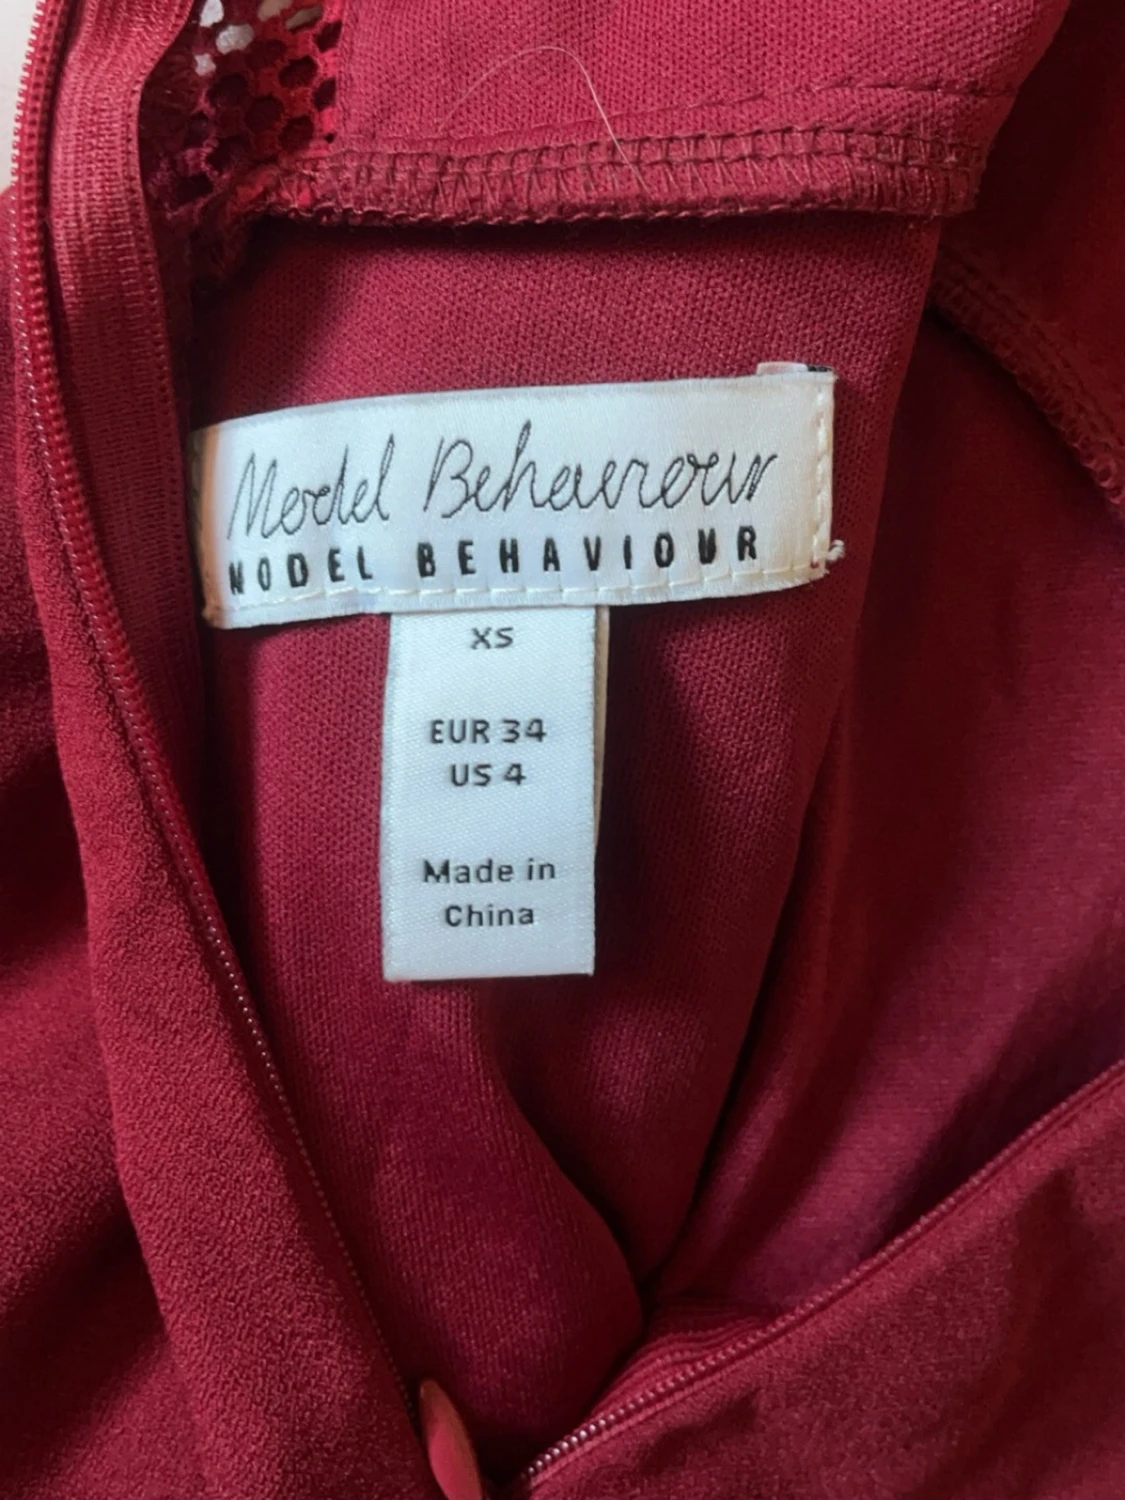 Model Behaviour
MODEL BEHAVIOUR
XS
EUR 34
US 4
Made in
China